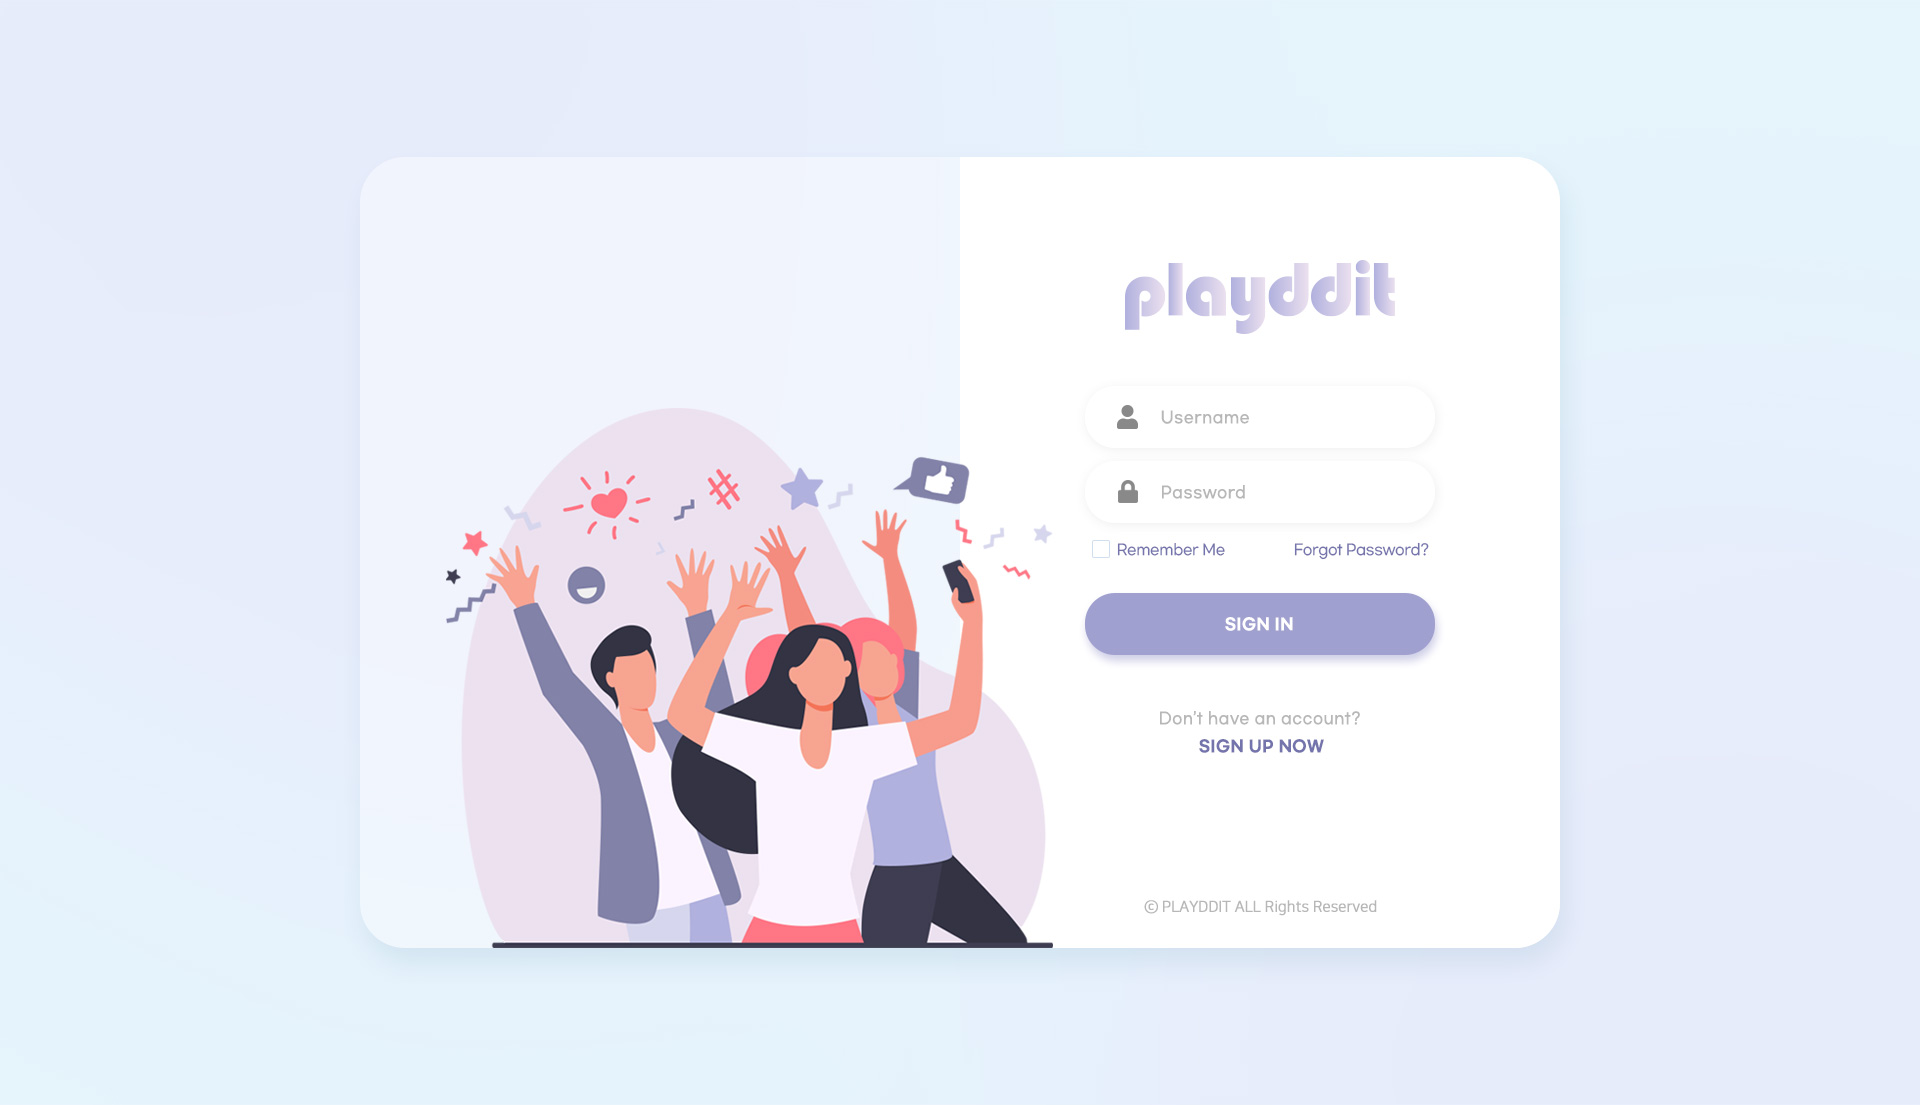 playddit
Username
Password
Remember Me
Forgot Password?
SIGN IN
Don't have an account?
SIGN UP NOW
© PLAYDDIT ALL Rights Reserved